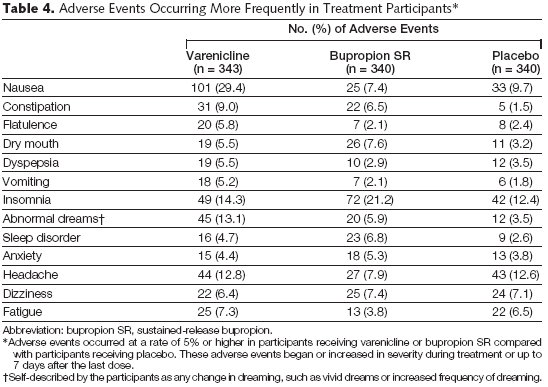 Table 4. Adverse Events Occurring More Frequently in Treatment Participants*
No. (%) of Adverse Events
Varenicline Bupropion SR Placebo
(n = 343) (n = 340) (n = 340)
Nausea 101 (29.4) 25 (7.4) 33 (9.7)
Constipation 31 (9.0) 22 (6.5) 5 (1.5)
Flatulence 20 (5.8) 7 (2.1) 8 (2.4)
Dry mouth 19 (5.5) 26 (7.6) 11 (3.2)
Dyspepsia 19 (5.5) 10 (2.9) 12 (3.5)
Vomiting 18 (5.2) 7 (2.1) 6 (1.8)
Insomnia 49 (14.3) 72 (21.2) 42 (12.4)
Abnormal dreams† 45 (13.1) 20 (5.9) 12 (3.5)
Sleep disorder 16 (4.7) 23 (6.8) 9 (2.6)
Anxiety 15 (4.4) 18 (5.3) 13 (3.8)
Headache 44 (12.8) 27 (7.9) 43 (12.6)
Dizziness 22 (6.4) 25 (7.4) 24 (7.1)
Fatigue 25 (7.3) 13 (3.8) 22 (6.5)
Abbreviation: bupropion SR, sustained-release bupropion.
*Adverse events occurred at a rate of 5% or higher in participants receiving varenicline or bupropion SR compared
with participants receiving placebo. These adverse events began or increased in severity during treatment or up to
7 days after the last dose.
†Self-described by the participants as any change in dreaming, such as vivid dreams or increased frequency of dreaming.